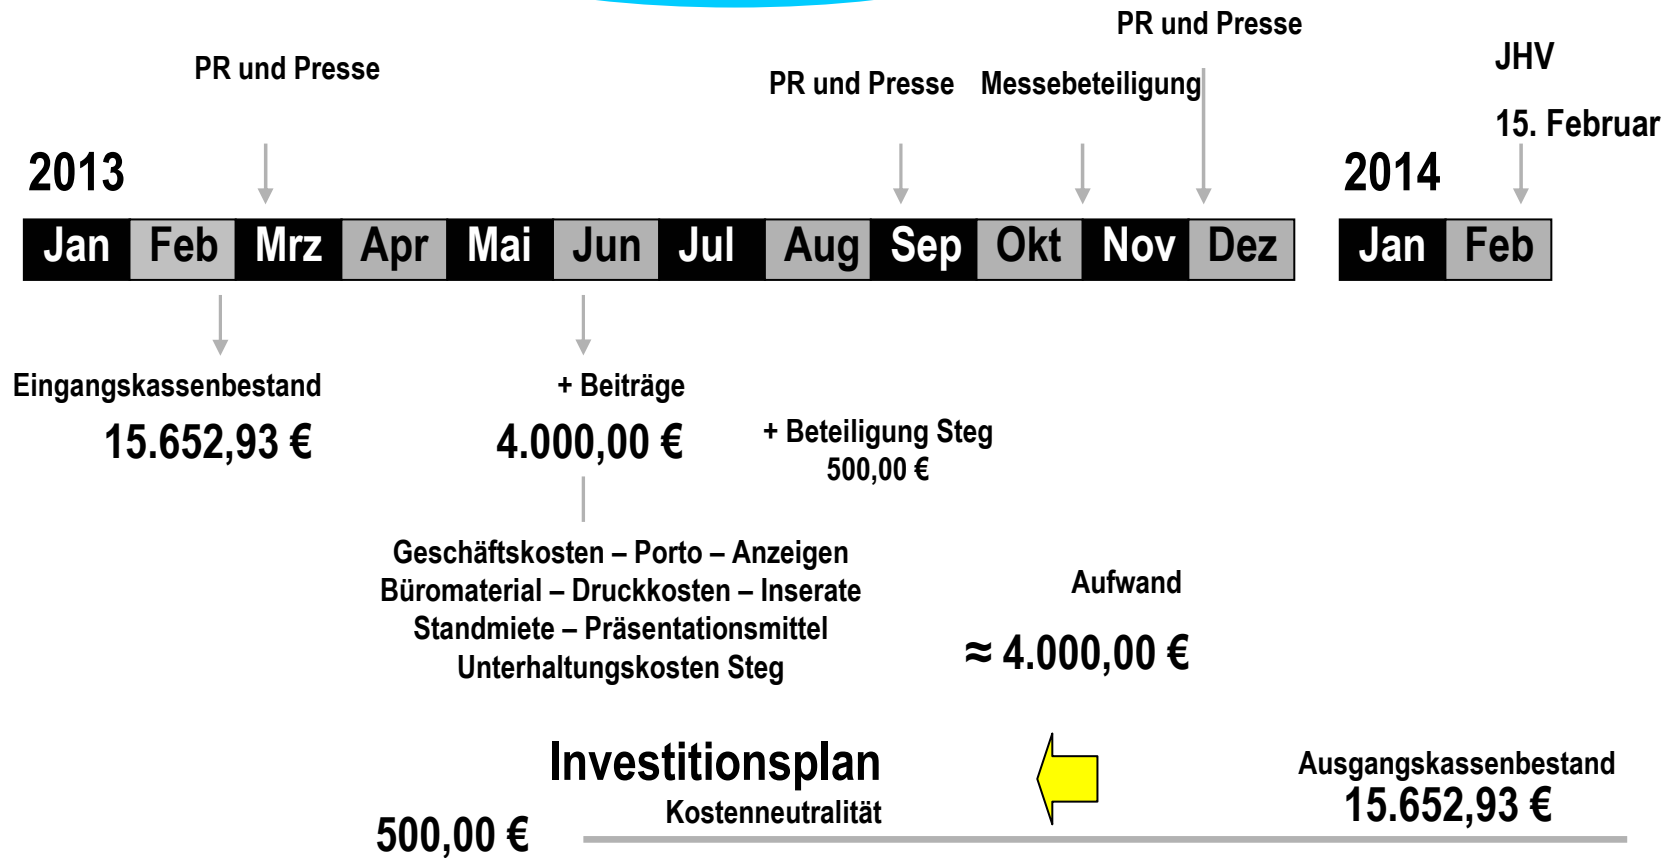 PR und Presse
PR und Presse
JHV
PR und Presse
Messebeteiligung
15. Februar
2013
2014
Jan Feb Mrz Apr Mai Jun Jul Aug Sep Okt Nov Dez
Jan Feb
Eingangskassenbestand
15.652,93 €
+ Beiträge
4.000,00 €
+ Beteiligung Steg
500,00 €
Geschäftskosten – Porto – Anzeigen
Büromaterial – Druckkosten – Inserate
Standmiete – Präsentationsmittel
Unterhaltungskosten Steg
Aufwand
≈ 4.000,00 €
Investitionsplan
Kostenneutralität
500,00 €
Ausgangskassenbestand
15.652,93 €